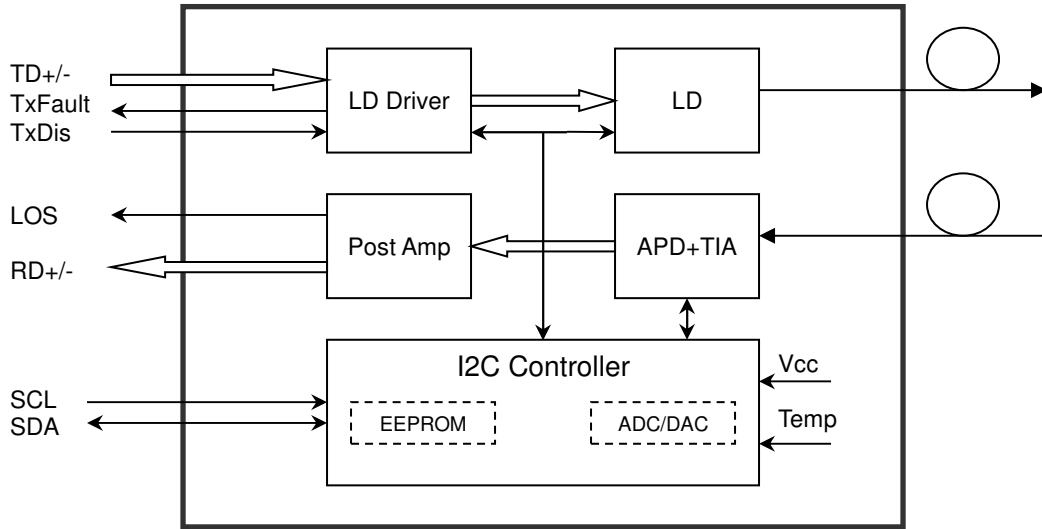 TD+/-
TxFault
TxDis
LD Driver
LD
LOS
RD+/-
Post Amp
APD+TIA
I2C Controller
Vcc
SCL
SDA
EEPROM
ADC/DAC
Temp